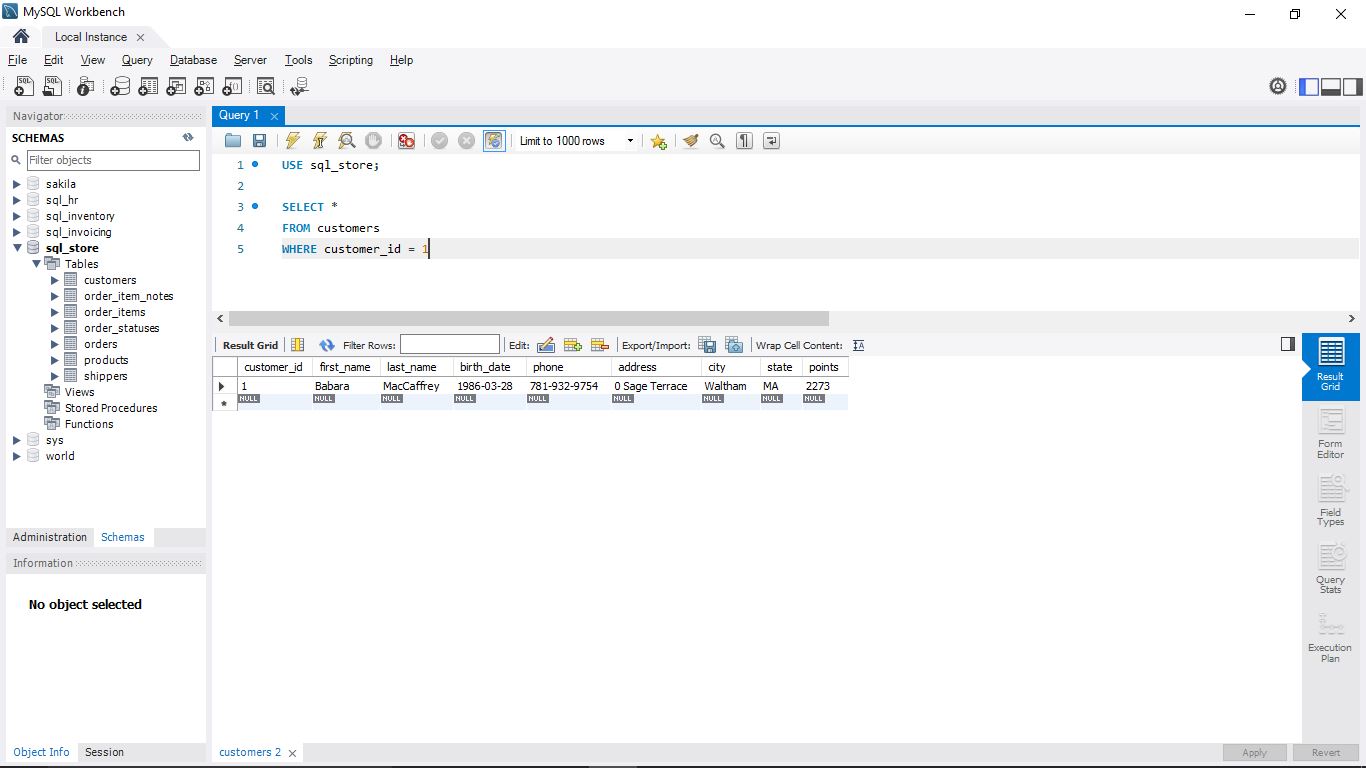 MySQL Workbench
Local Instance
File Edit View Query Database Server Tools Scripting Help
Navigator
SCHEMAS
Filter objects
sakila
sql_hr
sql_inventory
sql_invoicing
sql_store
Tables
customers
order_item_notes
order_items
order_statuses
orders
products
shippers
Views
Stored Procedures
Functions
sys
world
Administration Schemas
Information
No object selected
Object Info Session
Query 1
Limit to 1000 rows
1 USE sql_store;
2
3 SELECT *
4 FROM customers
5 WHERE customer_id = 1
Result Grid Filter Rows: Edit: Export/Import: Wrap Cell Content:
customer_id first_name last_name birth_date phone address city state points
1 Babara MacCaffrey 1986-03-28 781-932-9754 0 Sage Terrace Waltham MA 2273
NULL NULL NULL NULL NULL NULL NULL NULL NULL
Result
Grid
Form
Editor
Field
Types
Query
Stats
Execution
Plan
customers 2
Apply Revert